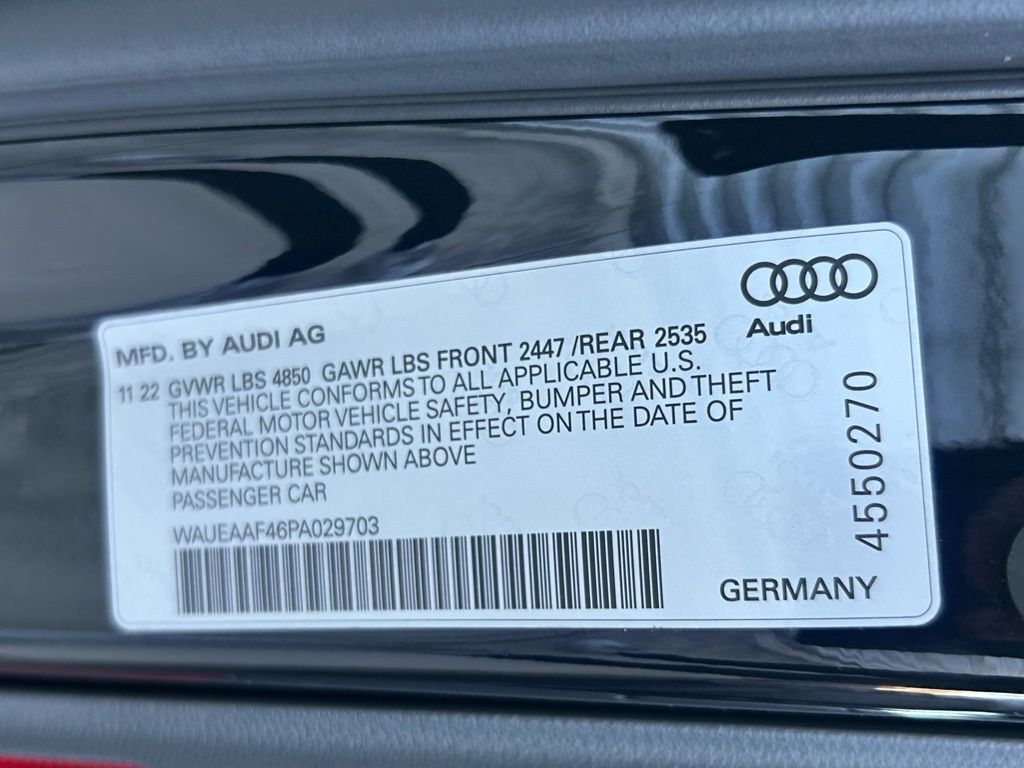 Audi
MFD. BY AUDI AG
11 22 GVWR LBS 4850 GAWR LBS FRONT 2447 /REAR 2535
THIS VEHICLE CONFORMS TO ALL APPLICABLE U.S.
FEDERAL MOTOR VEHICLE SAFETY, BUMPER AND THEFT
PREVENTION STANDARDS IN EFFECT ON THE DATE OF
MANUFACTURE SHOWN ABOVE
PASSENGER CAR
WAUEAAF46PA029703
4550270
GERMANY